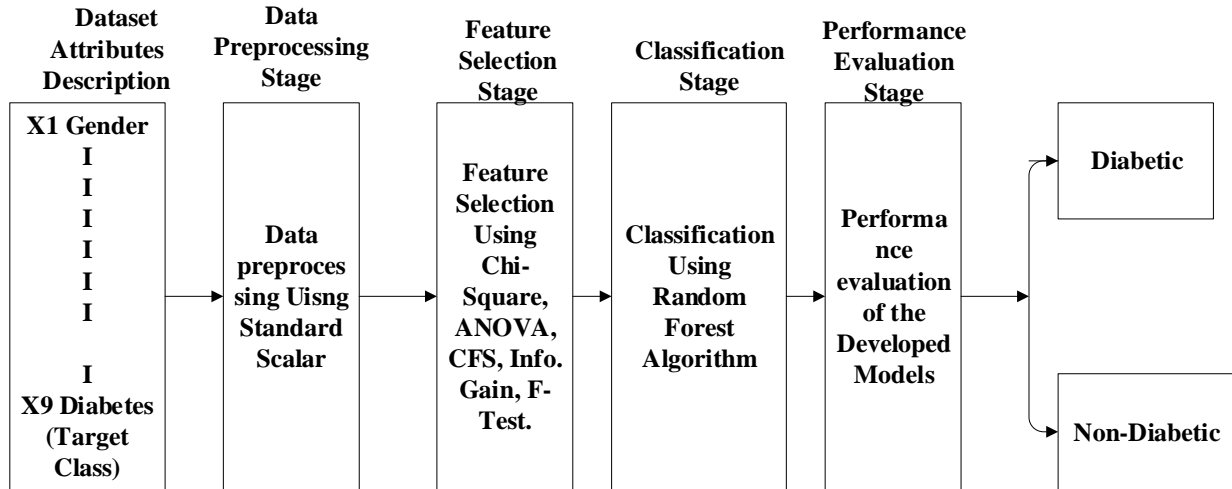 Dataset
Attributes
Description
Data
Preprocessing
Stage
Feature
Selection
Stage
Classification
Stage
Performance
Evaluation
Stage
X1 Gender
I
I
I
I
I
I
I
X9 Diabetes
(Target
Class)
Data
preproces
sing Uisng
Standard
Scalar
Feature
Selection
Using
Chi-
Square,
ANOVA,
CFS, Info.
Gain, F-
Test.
Classification
Using
Random
Forest
Algorithm
Performa
nce
evaluation
of the
Developed
Models
Diabetic
Non-Diabetic